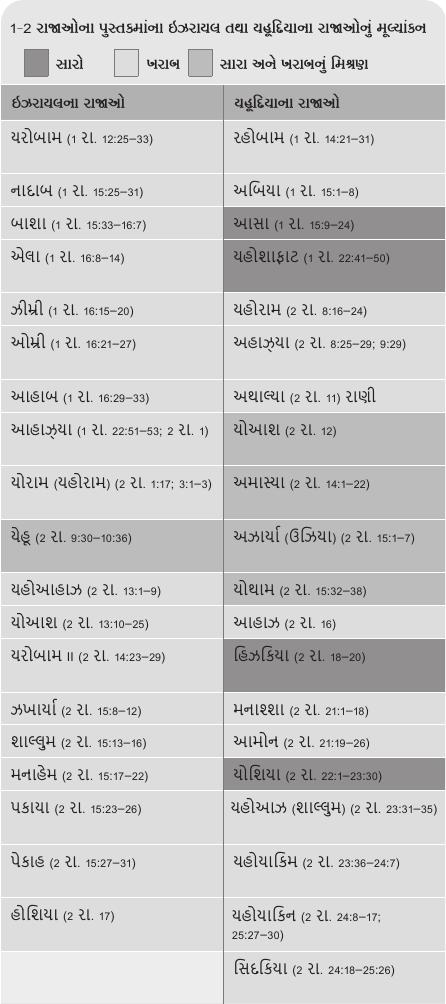 1–2 રાજાઓના પુસ્તકમાંના ઇઝરાયલ તથા યહૂદિયાના રાજાઓનું મૂલ્યાંકન
સારો ખરાબ સારા અને ખરાબનું મિશ્રણ
ઇઝરાયલના રાજાઓ યહૂદિયાના રાજાઓ
યરોબામ (1 રા. 12:25–33) રહોબામ (1 રા. 14:21–31)
નાદાબ (1 રા. 15:25–31) અબિયા (1 રા. 15:1–8)
બાશા (1 રા. 15:33–16:7) આસા (1 રા. 15:9–24)
એલા (1 રા. 16:8–14) યહોશાફાટ (1 રા. 22:41–50)
ઝીમ્રી (1 રા. 16:15–20) યહોરામ (2 રા. 8:16–24)
ઓમ્રી (1 રા. 16:21–27) અહાઝ્યા (2 રા. 8:25–29; 9:29)
આહાબ (1 રા. 16:29–33) અથાલ્યા (2 રા. 11) રાણી
આહાઝ્યા (1 રા. 22:51–53; 2 રા. 1) યોઆશ (2 રા. 12)
યોરામ (યહોરામ) (2 રા. 1:17; 3:1–3) અમાસ્યા (2 રા. 14:1–22)
યેહૂ (2 રા. 9:30–10:36) અઝાર્યા (ઉઝિયા) (2 રા. 15:1–7)
યહોઆહાઝ (2 રા. 13:1–9) યોથામ (2 રા. 15:32–38)
યોઆશ (2 રા. 13:10–25) આહાઝ (2 રા. 16)
યરોબામ II (2 રા. 14:23–29) હિઝકિયા (2 રા. 18–20)
ઝખાર્યા (2 રા. 15:8–12) મનાશ્શા (2 રા. 21:1–18)
શાલ્લુમ (2 રા. 15:13–16) આમોન (2 રા. 21:19–26)
મનાહેમ (2 રા. 15:17–22) યોશિયા (2 રા. 22:1–23:30)
પકાયા (2 રા. 15:23–26) યહોઆઝ (શાલ્લુમ) (2 રા. 23:31–35)
પેકાહ (2 રા. 15:27–31) યહોયાકિમ (2 રા. 23:36–24:7)
હોશિયા (2 રા. 17) યહોયાકિન (2 રા. 24:8–17;
25:27–30)
સિદકિયા (2 રા. 24:18–25:26)